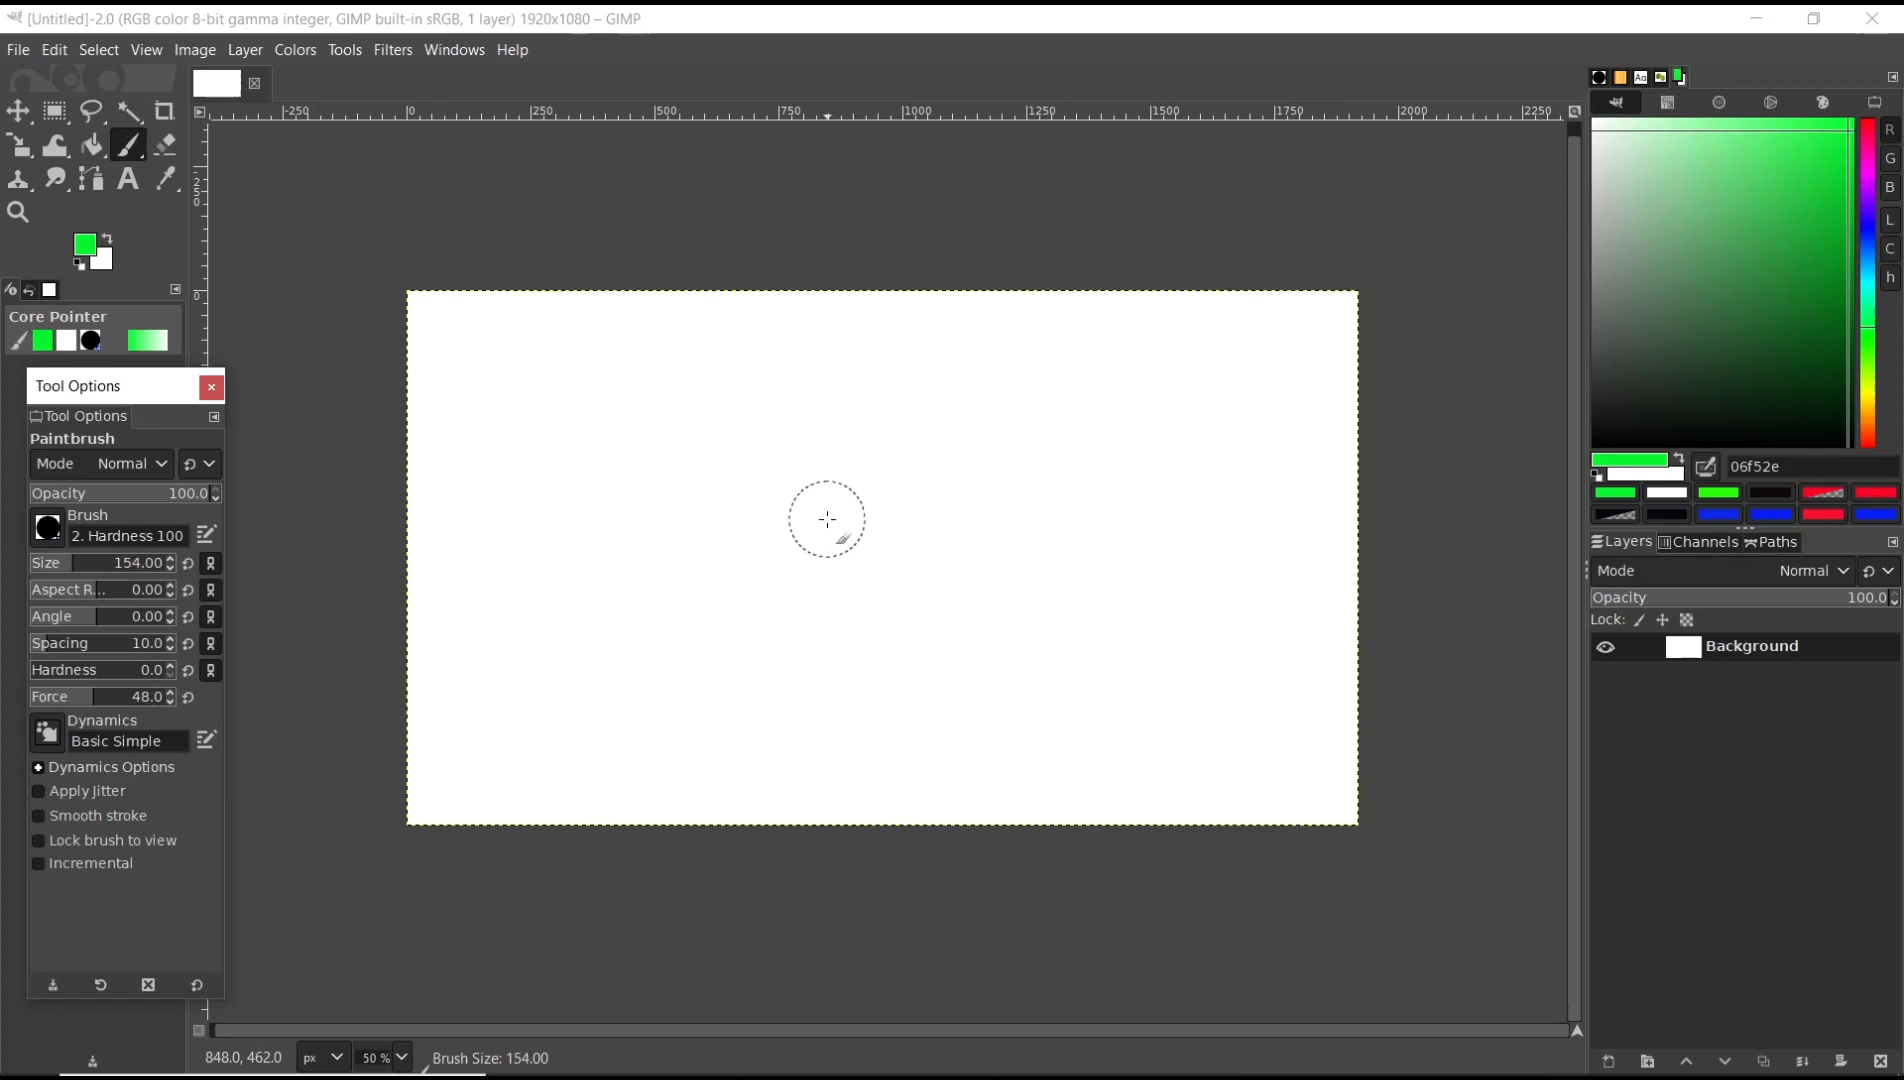 [Untitled]-2.0 (RGB color 8-bit gamma integer, GIMP built-in sRGB, 1 layer) 1920x1080 – GIMP
File Edit Select View Image Layer Colors Tools Filters Windows Help
-250 0 250 500 750 1000 1250 1500 1750 2000 2250
250
0
Core Pointer
Tool Options
Tool Options
Paintbrush
Mode Normal
Opacity 100.0
Brush
2. Hardness 100
Size 154.00
Aspect R... 0.00
Angle 0.00
Spacing 10.0
Hardness 0.0
Force 48.0
Dynamics
Basic Simple
Dynamics Options
Apply Jitter
Smooth stroke
Lock brush to view
Incremental
848.0, 462.0 px 50 % Brush Size: 154.00
Aa
R
G
B
L
C
h
06f52e
Layers Channels Paths
Mode Normal
Opacity 100.0
Lock:
Background